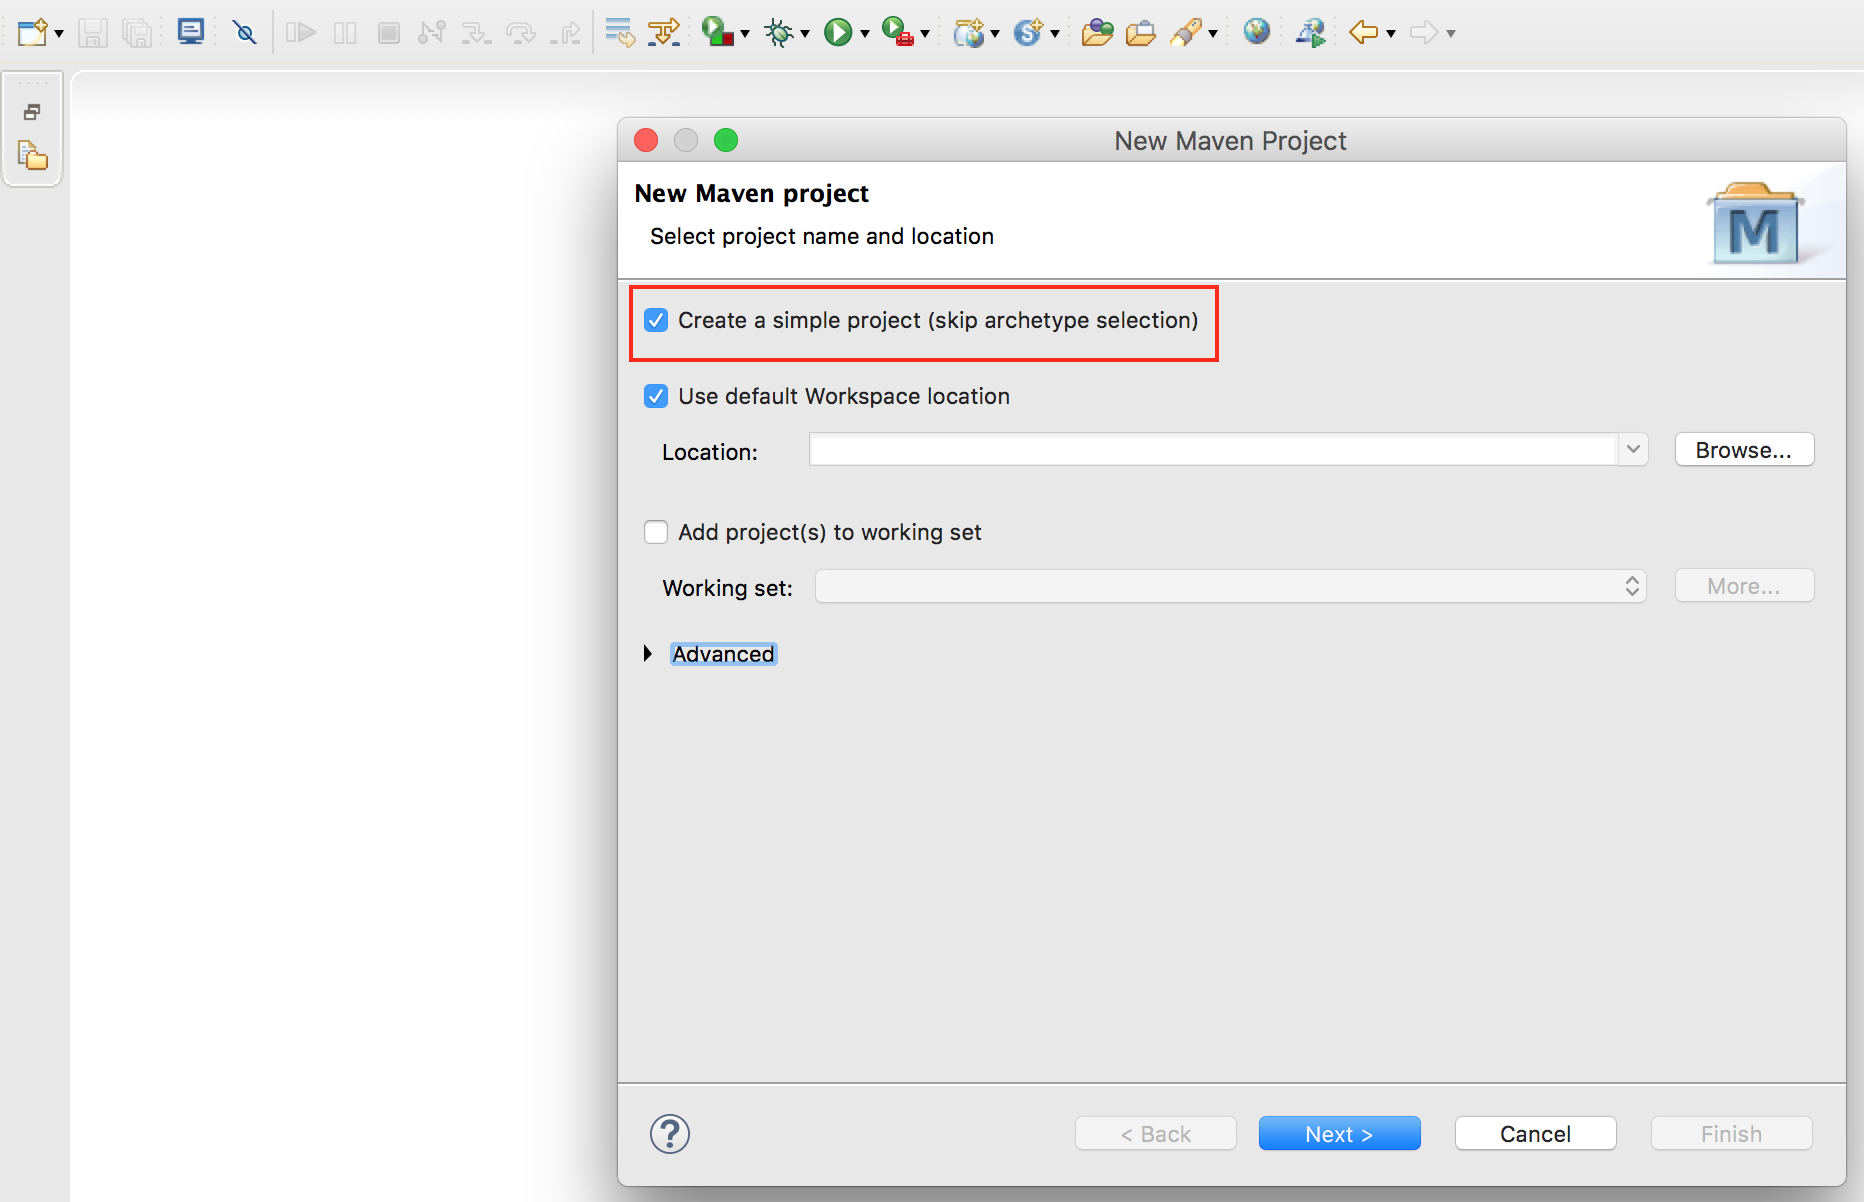 New Maven Project
New Maven project
Select project name and location
M
Create a simple project (skip archetype selection)
Use default Workspace location
Location:
Browse...
Add project(s) to working set
Working set:
More...
Advanced
?
< Back
Next >
Cancel
Finish